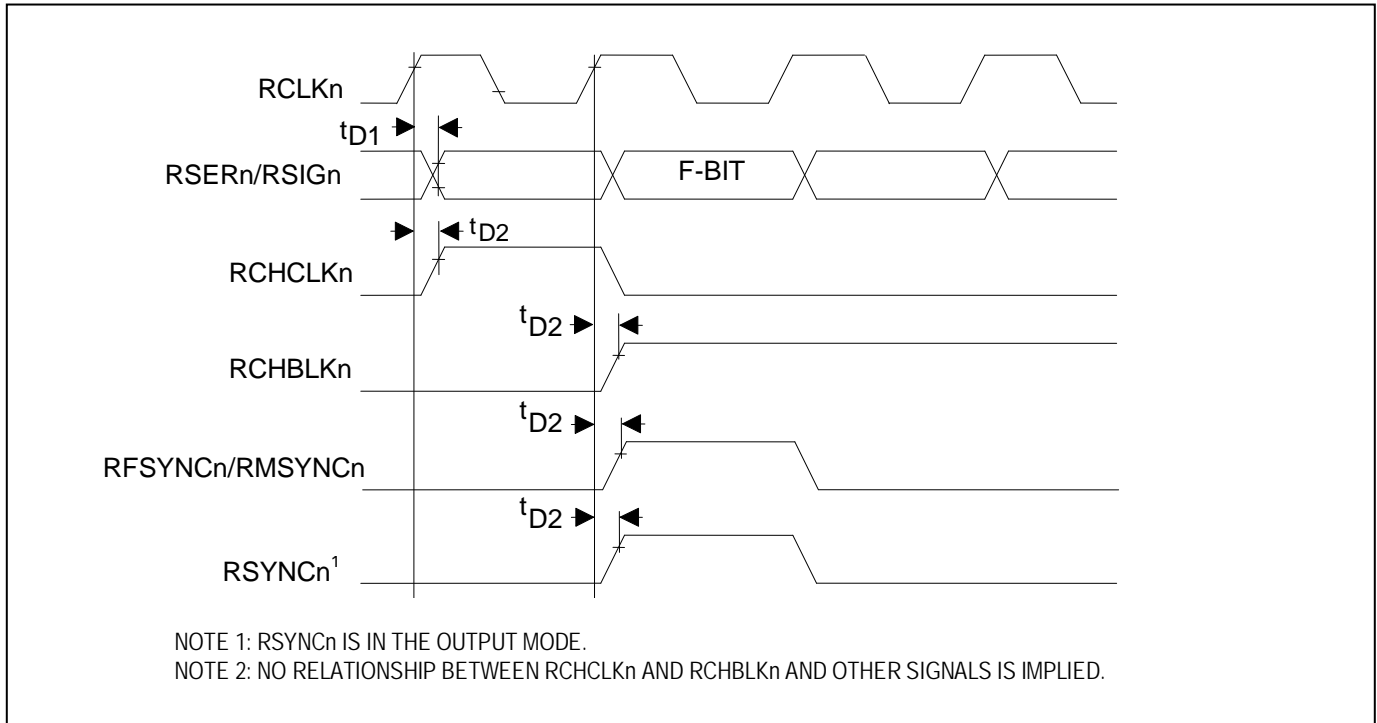 RCLKn
tD1
RSERn/RSIGn
F-BIT
tD2
RCHCLKn
tD2
RCHBLKn
tD2
RFSYNCn/RMSYNCn
tD2
RSYNCn1
NOTE 1: RSYNCn IS IN THE OUTPUT MODE.
NOTE 2: NO RELATIONSHIP BETWEEN RCHCLKn AND RCHBLKn AND OTHER SIGNALS IS IMPLIED.